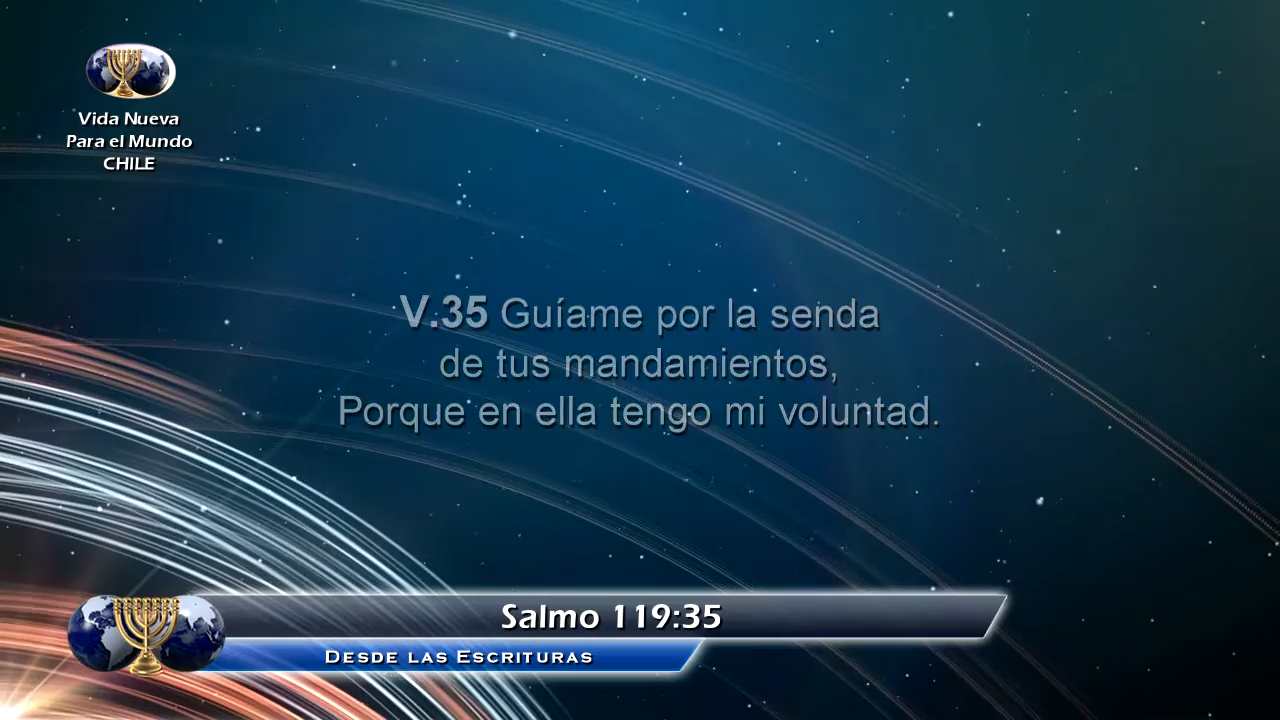 Vida Nueva
Para el Mundo
CHILE
V.35 Guíame por la senda
de tus mandamientos,
Porque en ella tengo mi voluntad.
Salmo 119:35
DESDE LAS ESCRITURAS